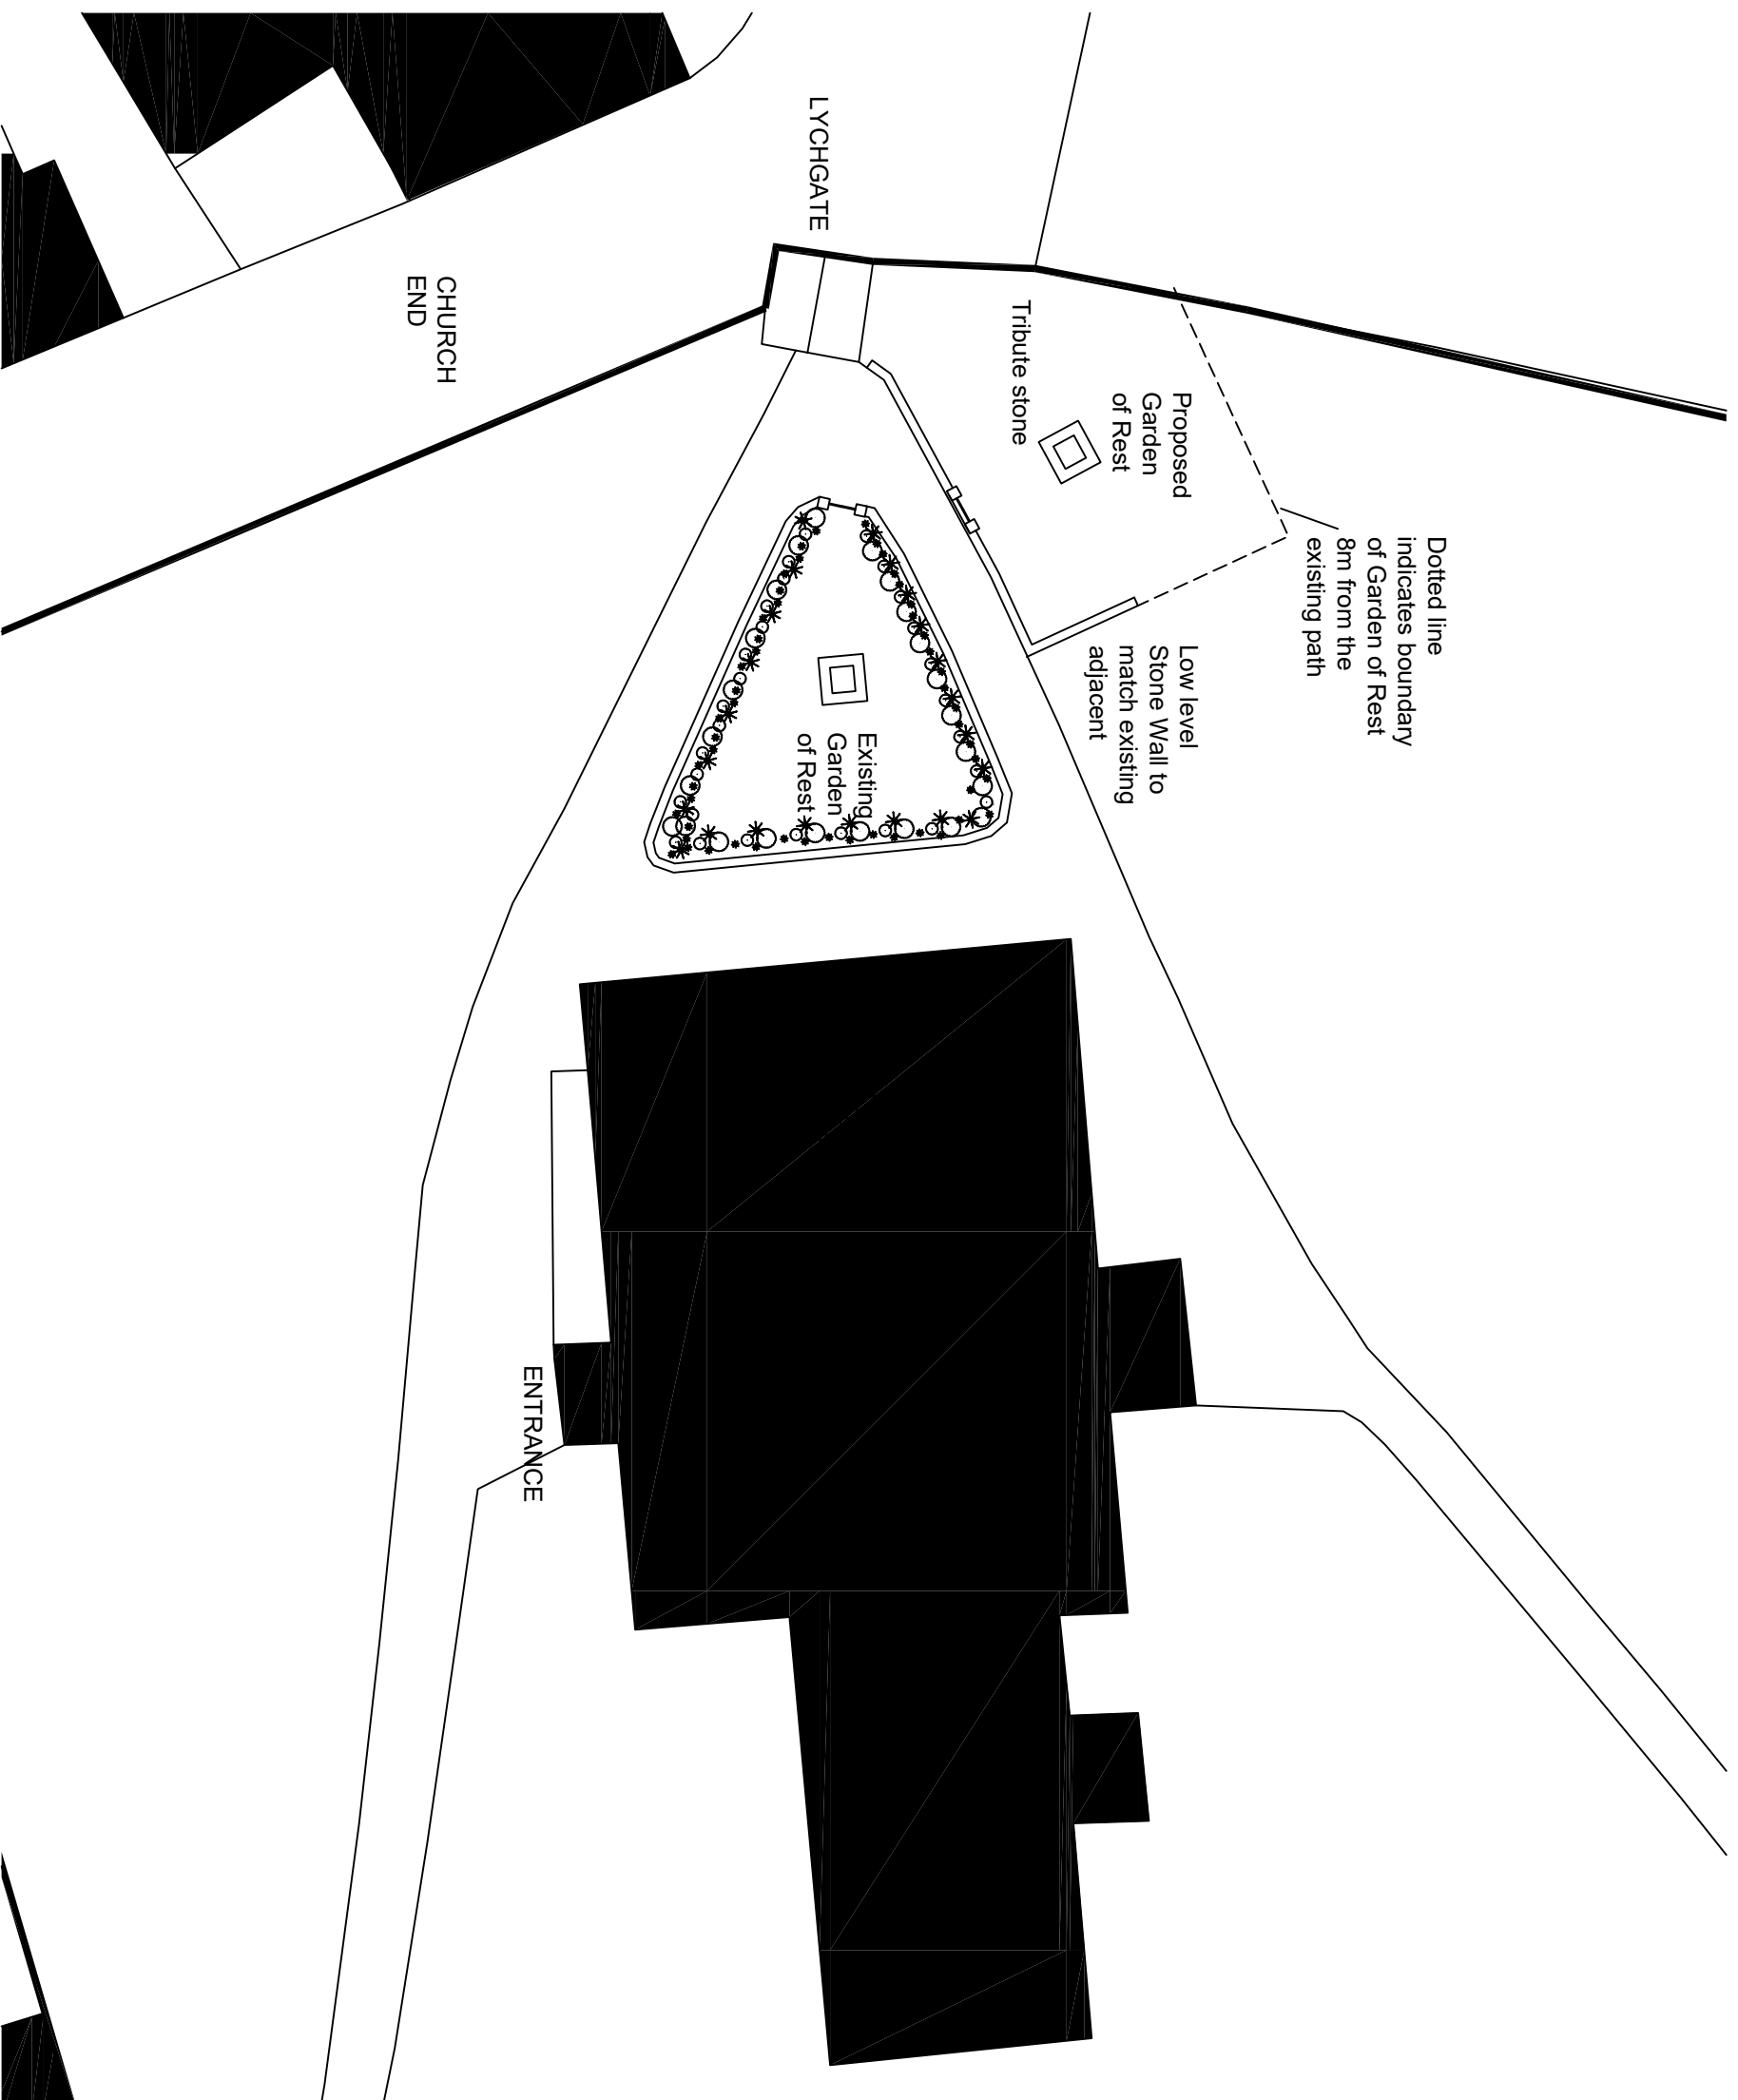 LYCHGATE
CHURCH
END
Tribute stone
Proposed
Garden
of Rest
Dotted line
indicates boundary
of Garden of Rest
8m from the
existing path
Low level
Stone Wall to
match existing
adjacent
Existing
Garden
of Rest
ENTRANCE